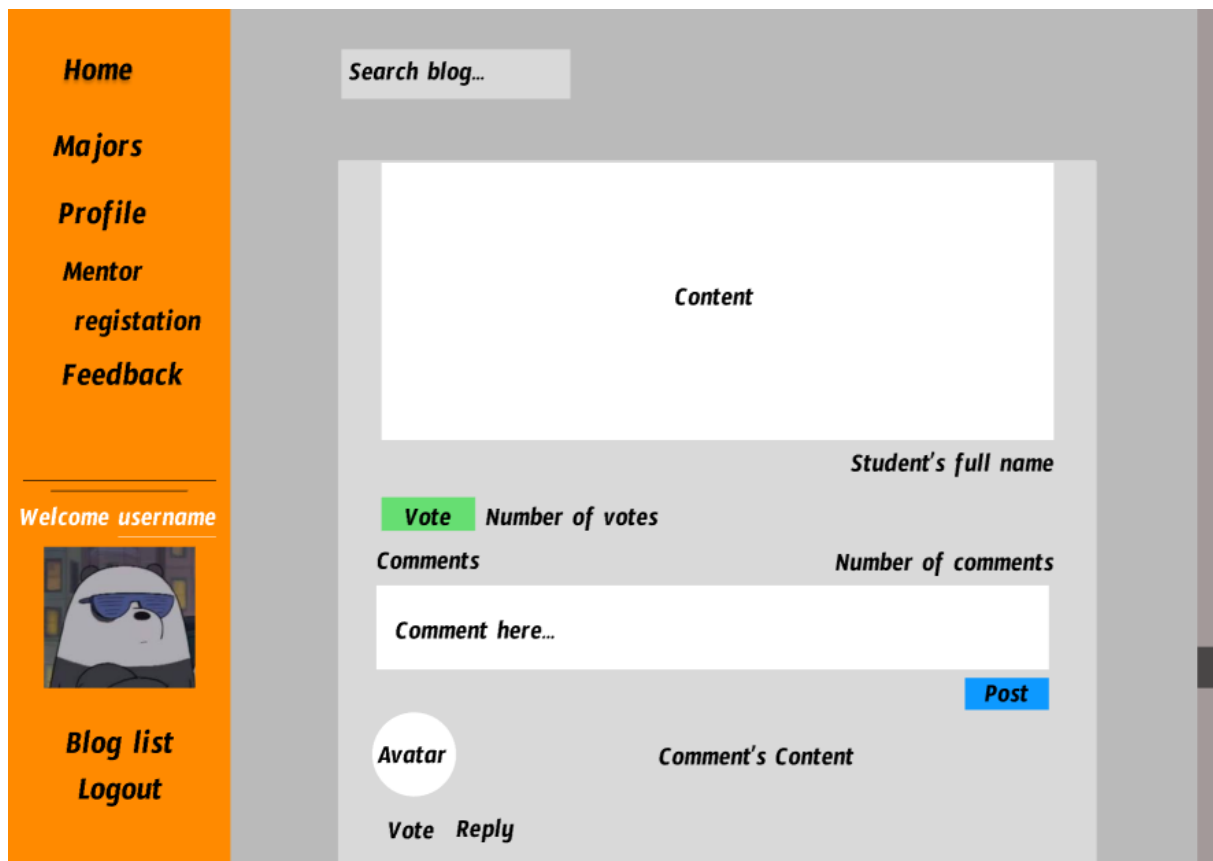 Home
Majors
Profile
Mentor
registation
Feedback
Welcome username
Blog list
Logout
Search blog...
Content
Student's full name
Vote Number of votes
Comments Number of comments
Comment here...
Post
Avatar Comment's Content
Vote Reply